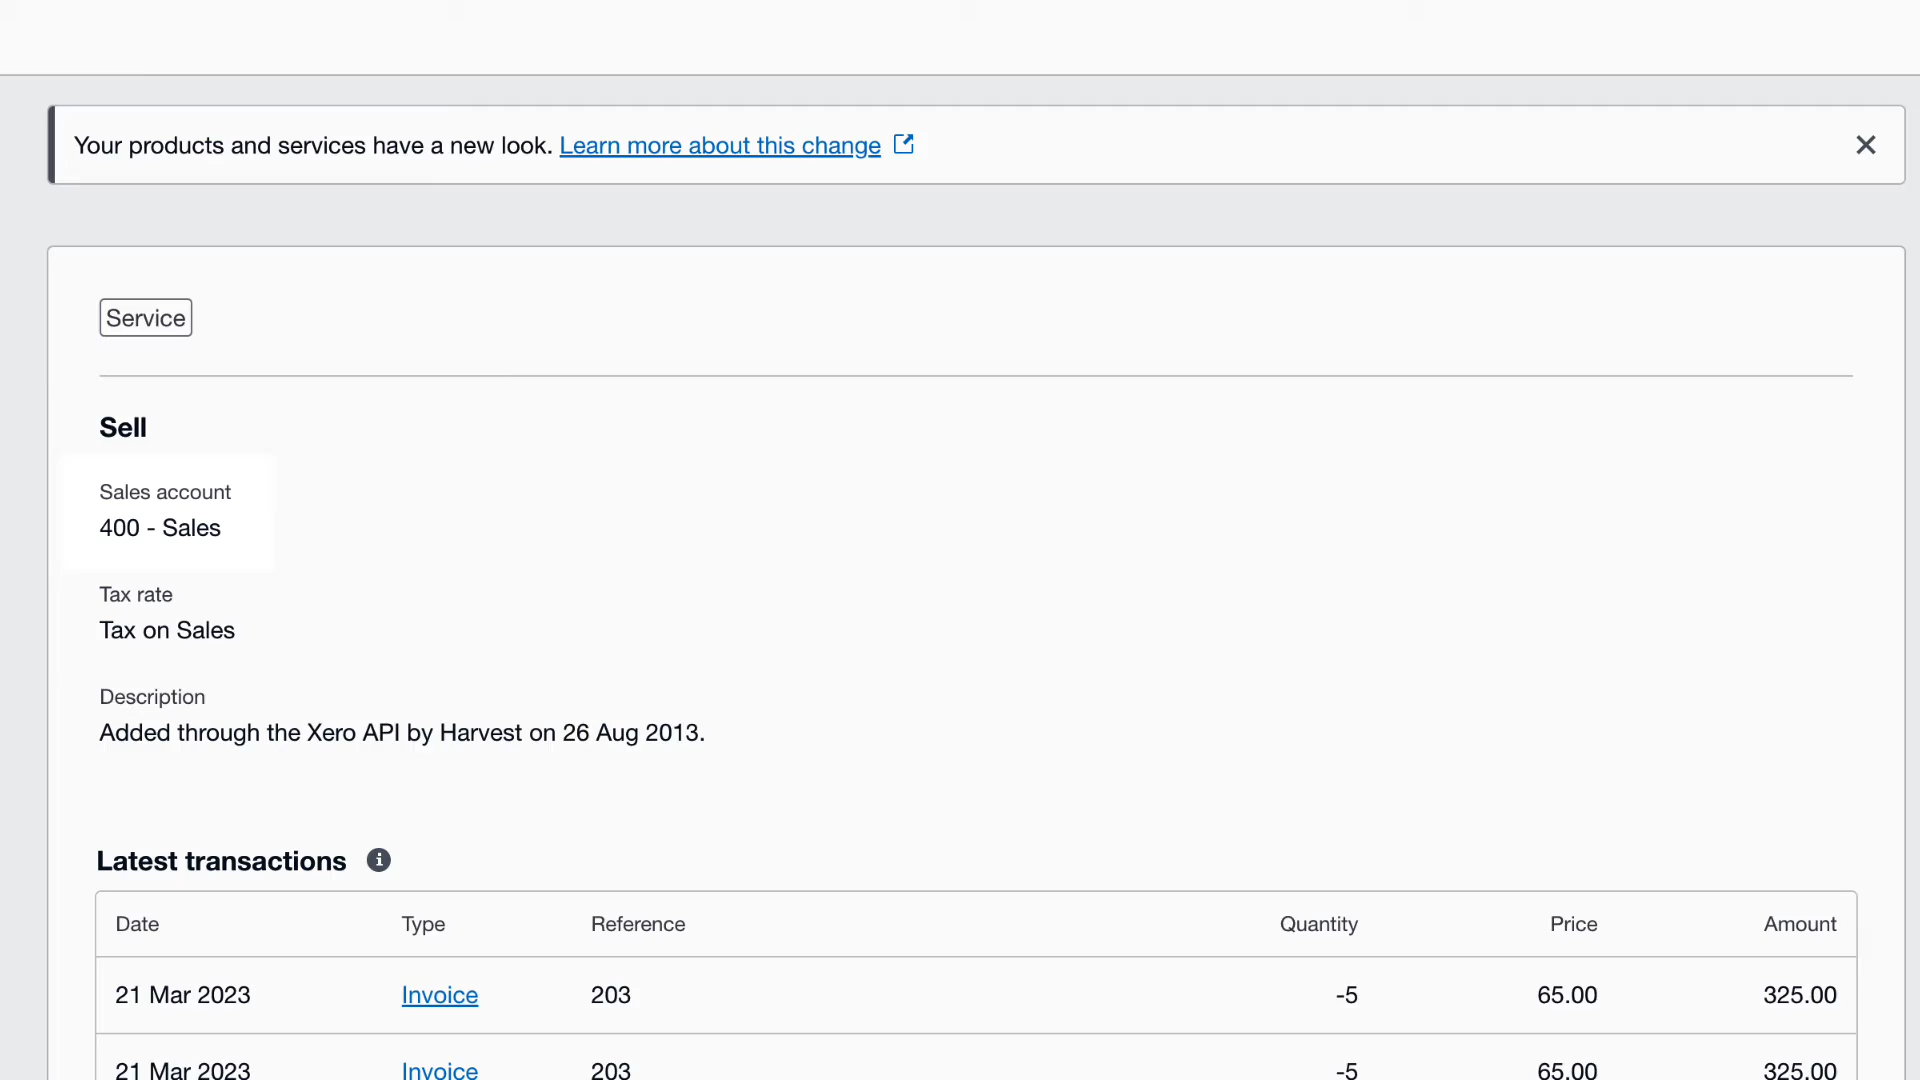 Your products and services have a new look. Learn more about this change
Service
Sell
Sales account
400 - Sales
Tax rate
Tax on Sales
Description
Added through the Xero API by Harvest on 26 Aug 2013.
Latest transactions
Date Type Reference Quantity Price Amount
21 Mar 2023 Invoice 203 -5 65.00 325.00
21 Mar 2023 Invoice 203 -5 65.00 325.00